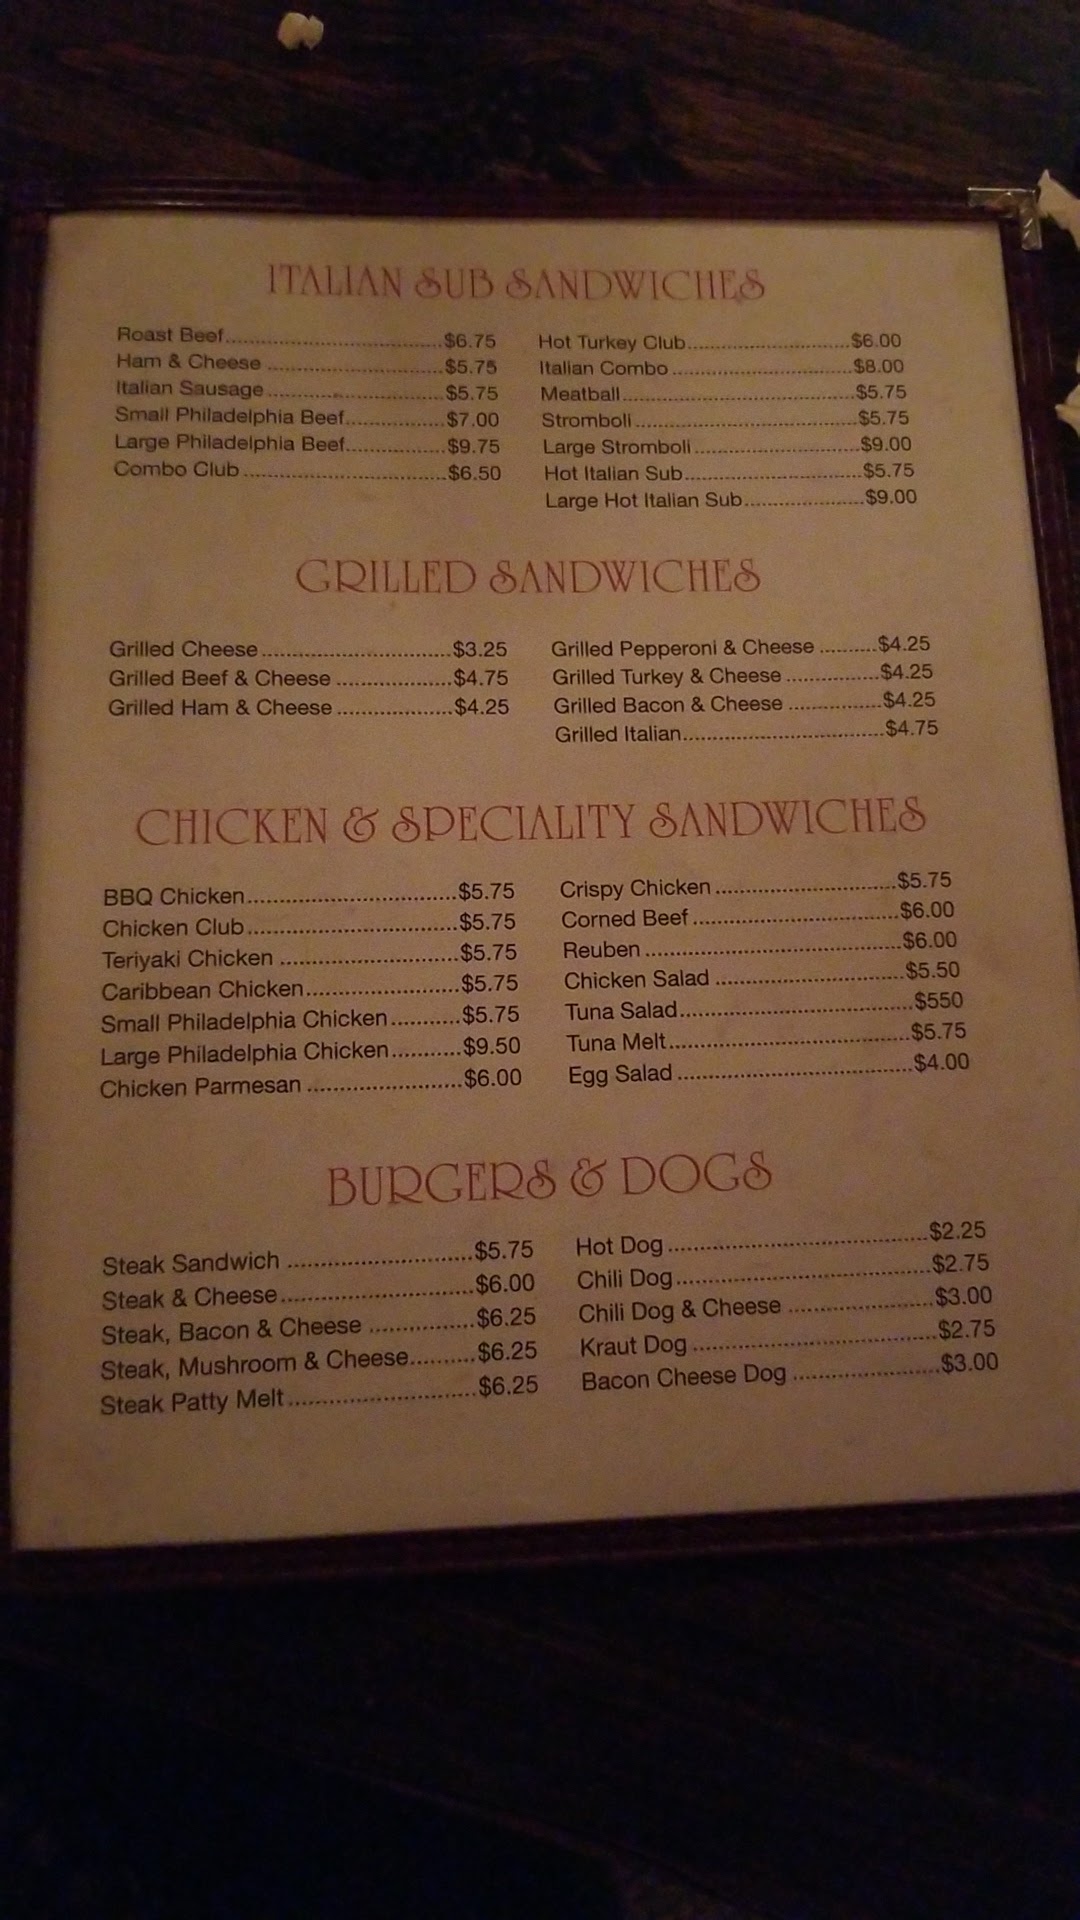 ITALIAN SUB SANDWICHES
Roast Beef $6.75
Ham & Cheese $5.75
Italian Sausage $5.75
Small Philadelphia Beef $7.00
Large Philadelphia Beef $9.75
Combo Club $6.50
Hot Turkey Club $6.00
Italian Combo $8.00
Meatball $5.75
Stromboli $5.75
Large Stromboli $9.00
Hot Italian Sub $5.75
Large Hot Italian Sub $9.00
GRILLED SANDWICHES
Grilled Cheese $3.25
Grilled Beef & Cheese $4.75
Grilled Ham & Cheese $4.25
Grilled Pepperoni & Cheese $4.25
Grilled Turkey & Cheese $4.25
Grilled Bacon & Cheese $4.25
Grilled Italian $4.75
CHICKEN & SPECIALITY SANDWICHES
BBQ Chicken $5.75
Chicken Club $5.75
Teriyaki Chicken $5.75
Caribbean Chicken $5.75
Small Philadelphia Chicken $5.75
Large Philadelphia Chicken $9.50
Chicken Parmesan $6.00
Crispy Chicken $5.75
Corned Beef $6.00
Reuben $6.00
Chicken Salad $5.50
Tuna Salad $550
Tuna Melt $5.75
Egg Salad $4.00
BURGERS & DOGS
Steak Sandwich $5.75
Steak & Cheese $6.00
Steak, Bacon & Cheese $6.25
Steak, Mushroom & Cheese $6.25
Steak Patty Melt $6.25
Hot Dog $2.25
Chili Dog $2.75
Chili Dog & Cheese $3.00
Kraut Dog $2.75
Bacon Cheese Dog $3.00